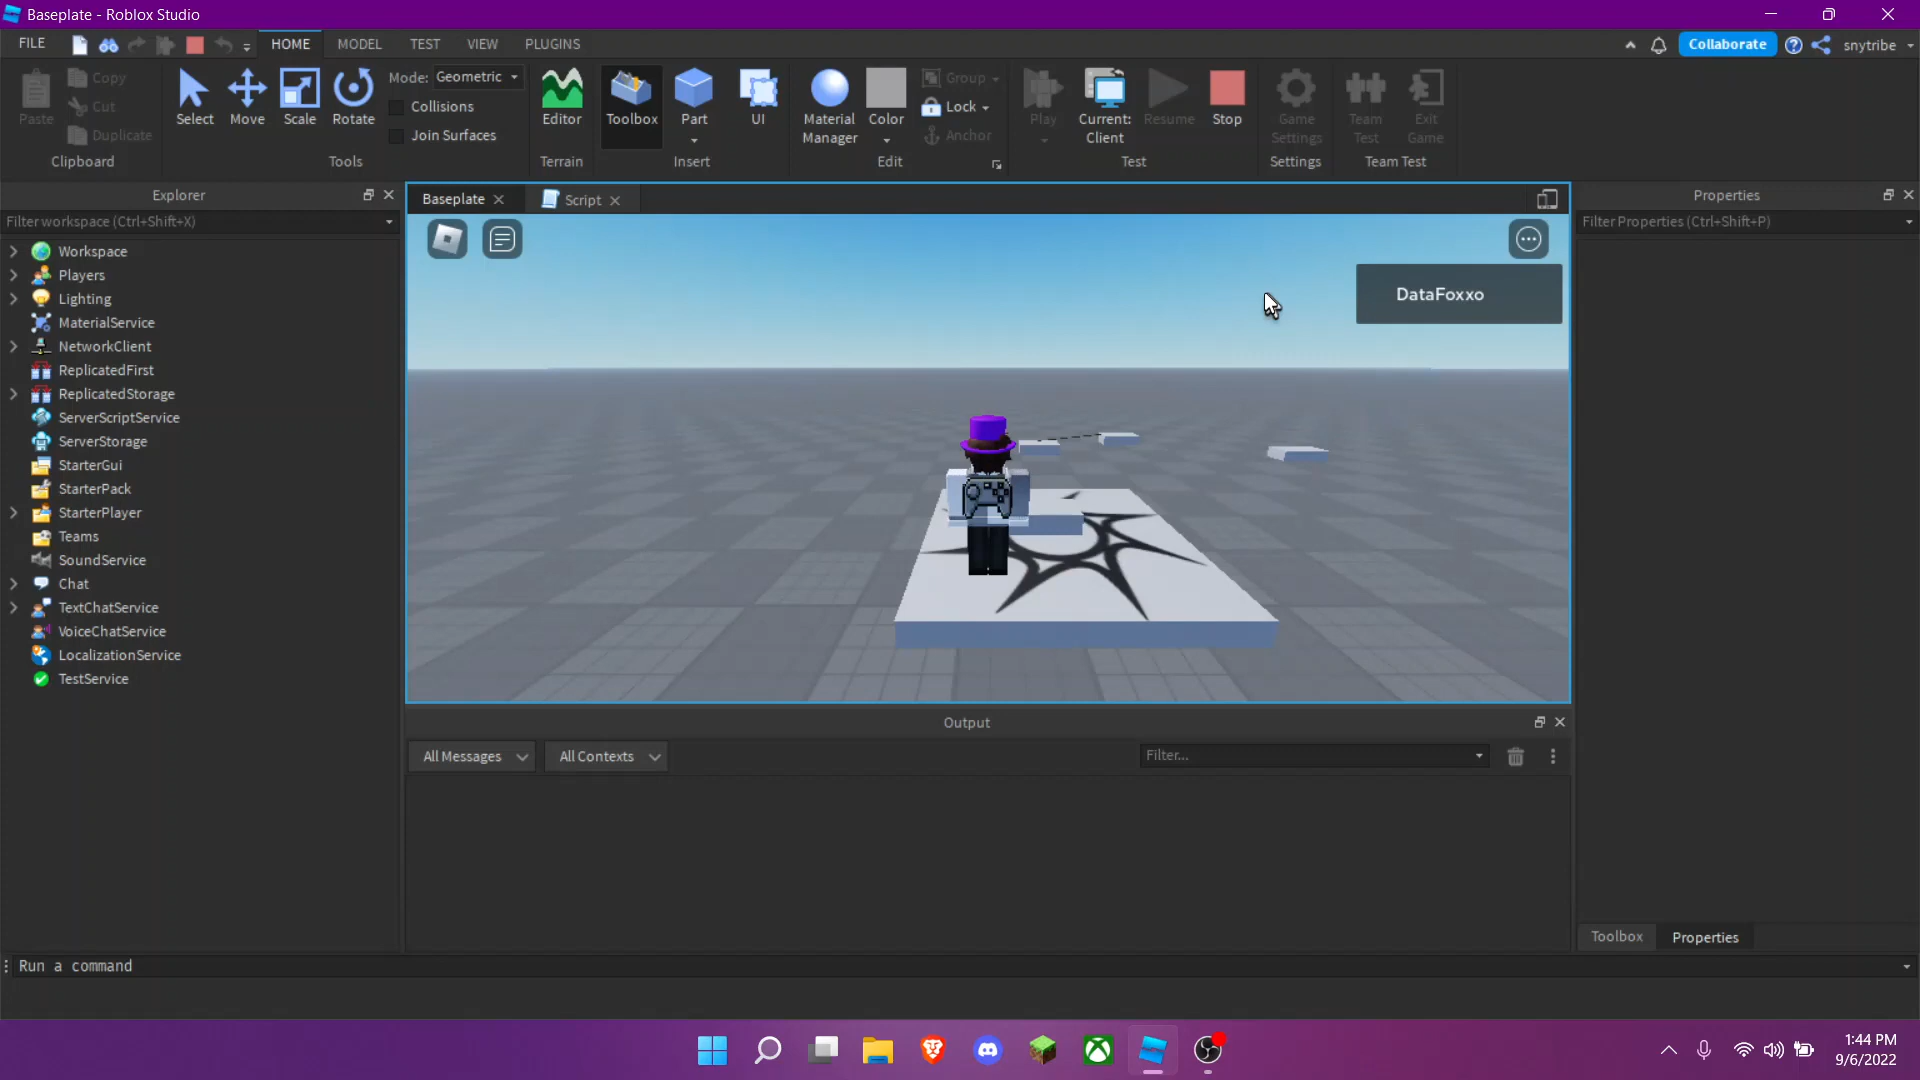 Baseplate - Roblox Studio
FILE
HOME
MODEL
TEST
VIEW
PLUGINS
Collaborate
snytribe
Paste
Copy
Cut
Duplicate
Clipboard
Select
Move
Scale
Rotate
Mode: Geometric
Collisions
Join Surfaces
Tools
Editor
Terrain
Toolbox
Part
UI
Insert
Material
Manager
Color
Group
Lock
Anchor
Edit
Play
Current:
Client
Resume
Stop
Test
Game
Settings
Settings
Team
Test
Exit
Game
Team Test
Explorer
Filter workspace (Ctrl+Shift+X)
Workspace
Players
Lighting
MaterialService
NetworkClient
ReplicatedFirst
ReplicatedStorage
ServerScriptService
ServerStorage
StarterGui
StarterPack
StarterPlayer
Teams
SoundService
Chat
TextChatService
VoiceChatService
LocalizationService
TestService
Baseplate
Script
DataFoxxo
Output
All Messages
All Contexts
Filter...
Properties
Filter Properties (Ctrl+Shift+P)
Toolbox
Properties
Run a command
1:44 PM
9/6/2022